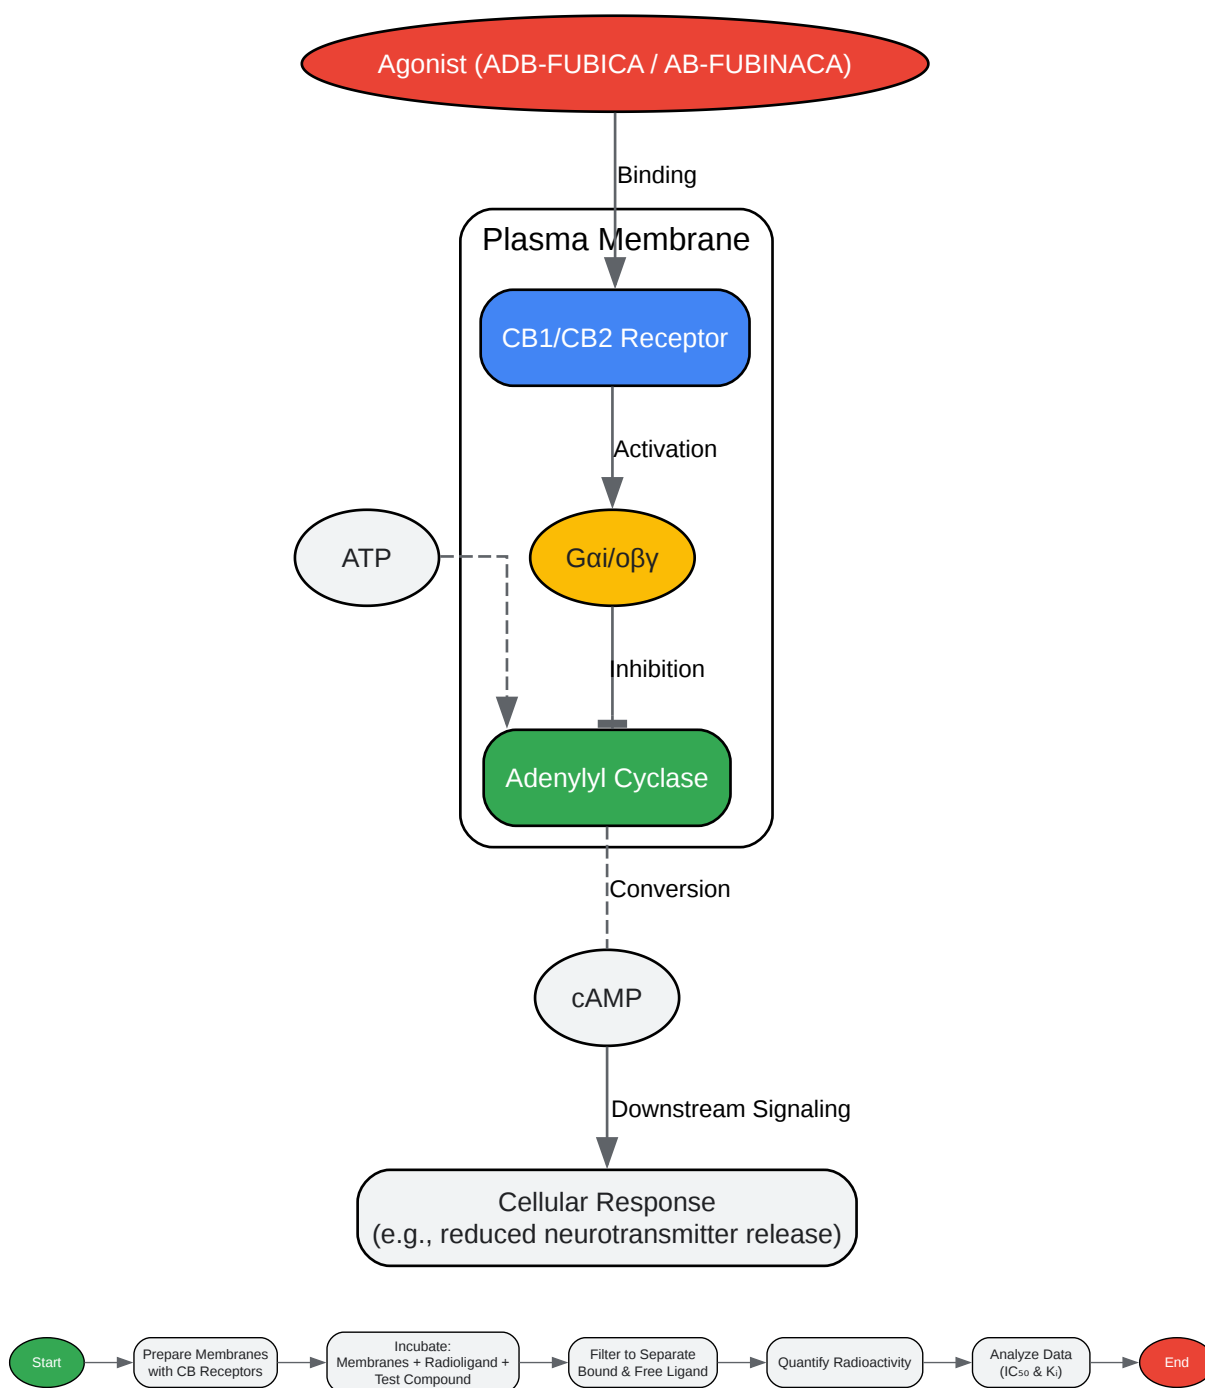 Agonist (ADB-FUBICA / AB-FUBINACA)
Binding
Plasma Membrane
CB1/CB2 Receptor
Activation
ATP
Gαi/oβγ
Inhibition
Adenylyl Cyclase
Conversion
cAMP
Downstream Signaling
Cellular Response
(e.g., reduced neurotransmitter release)
Start
Prepare Membranes
with CB Receptors
Incubate:
Membranes + Radioligand +
Test Compound
Filter to Separate
Bound & Free Ligand
Quantify Radioactivity
Analyze Data
(IC₅₀ & Kᵢ)
End